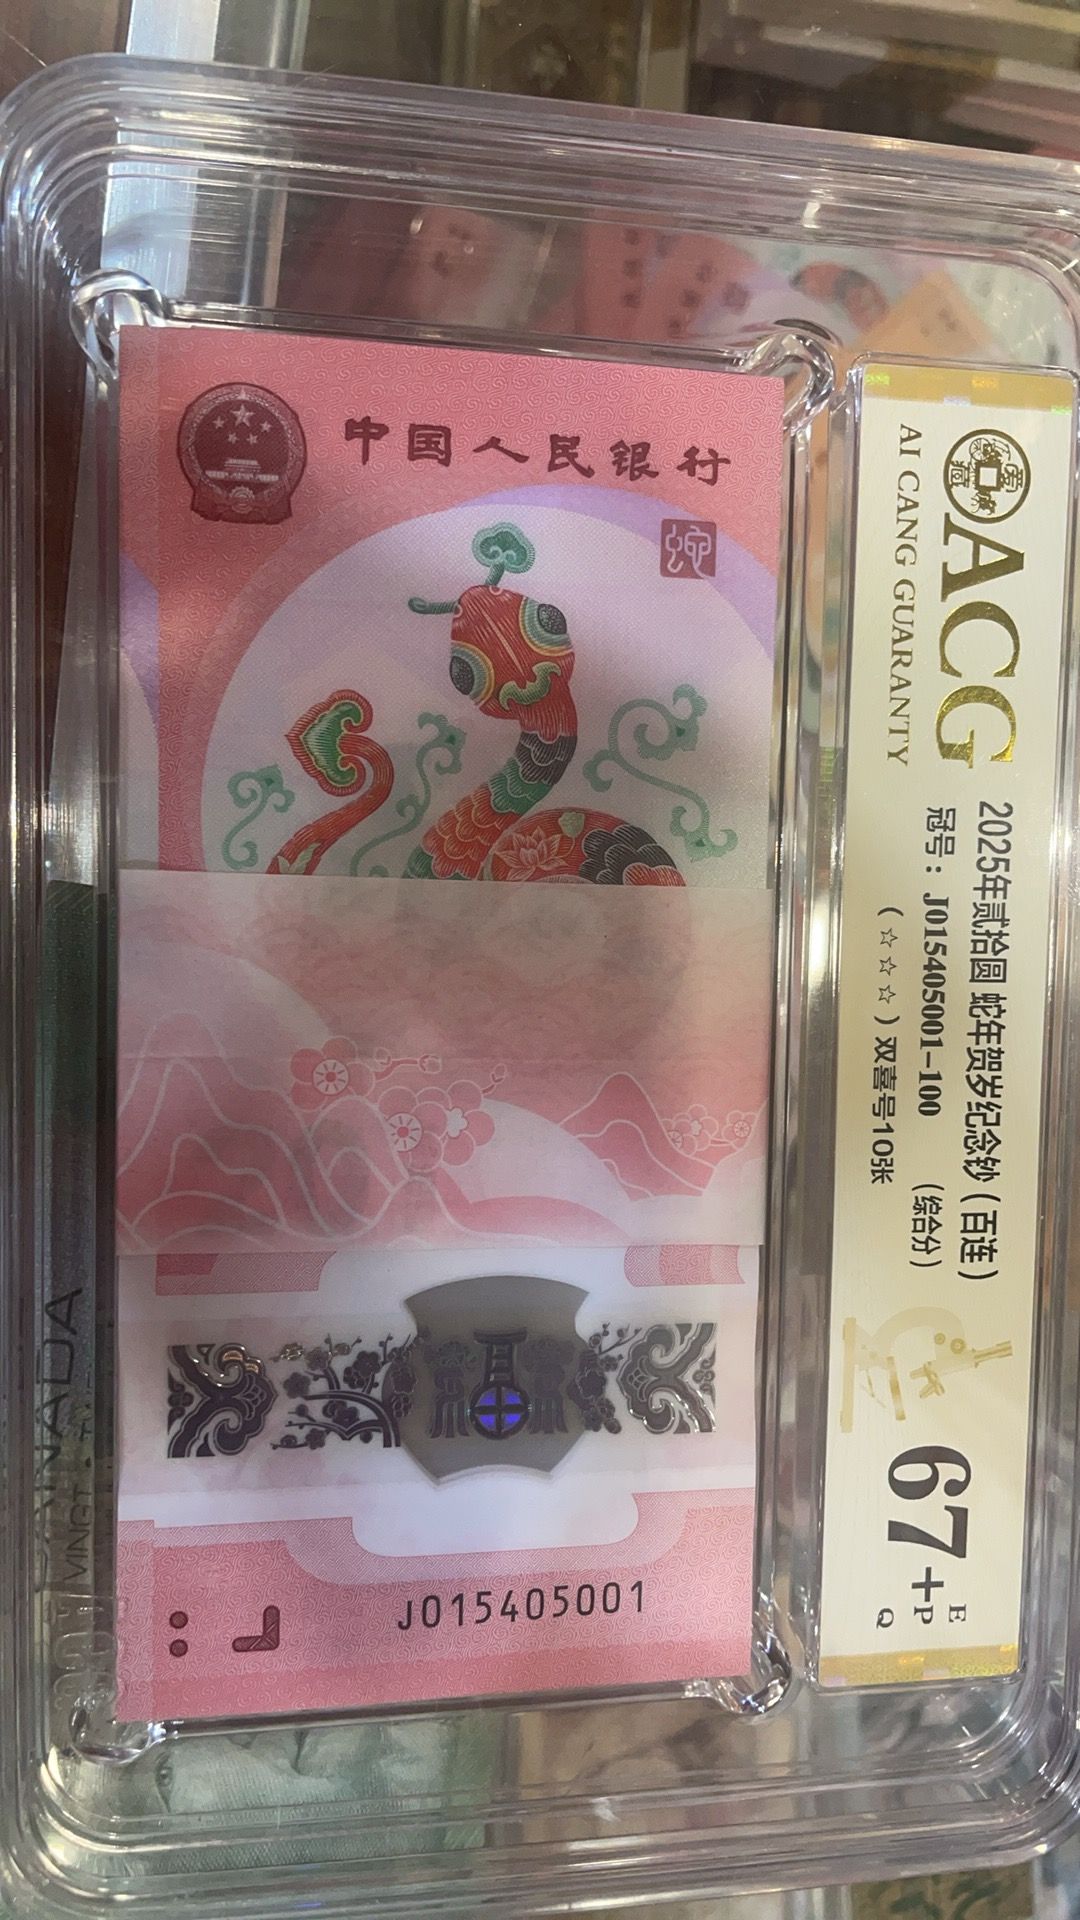 ACG
AI CANG GUARANTY
2025年贰拾圆 蛇年贺岁纪念钞(百连)
冠号:J015405001-100 (综合分)
(☆☆☆☆)双喜号10张
67+
E
P
Q
中国人民银行
蛇
J015405001
VINGT